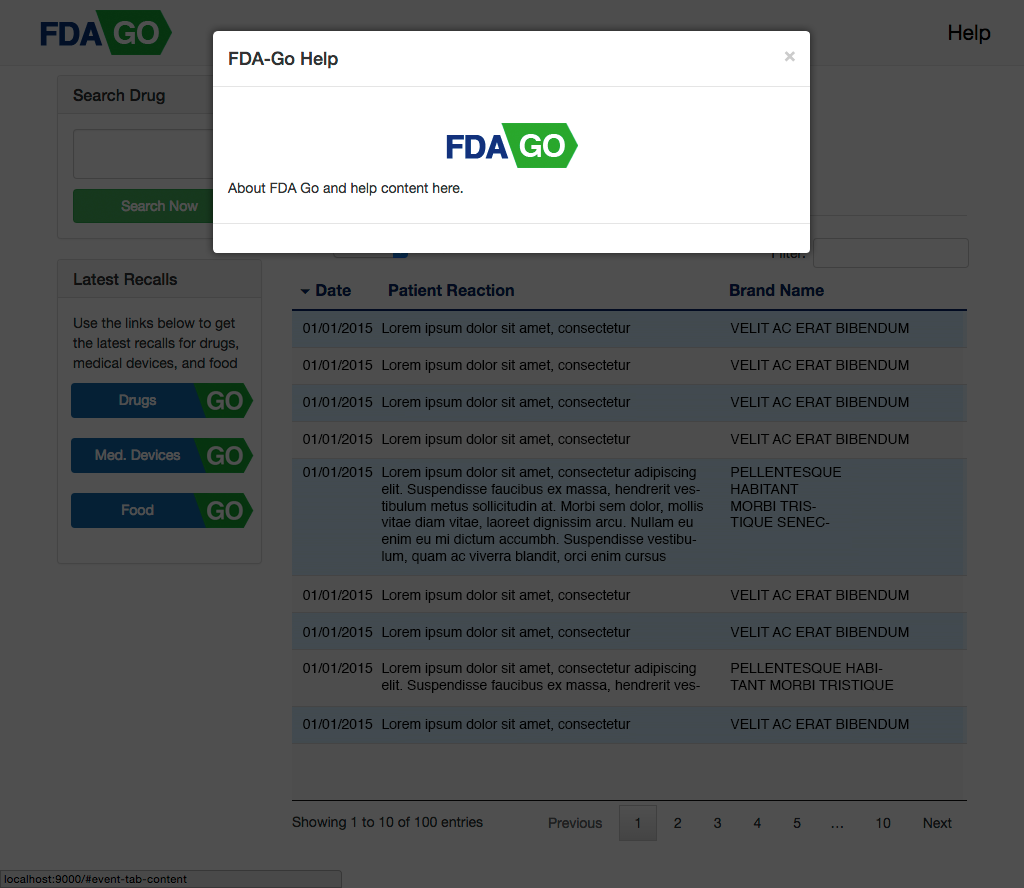 FDA GO
Help
FDA-Go Help
×
FDA GO
About FDA Go and help content here.
Search Drug
Search Now
Latest Recalls
Use the links below to get
the latest recalls for drugs,
medical devices, and food
Drugs GO
Med. Devices GO
Food GO
Filter:
Date Patient Reaction Brand Name
01/01/2015 Lorem ipsum dolor sit amet, consectetur VELIT AC ERAT BIBENDUM
01/01/2015 Lorem ipsum dolor sit amet, consectetur VELIT AC ERAT BIBENDUM
01/01/2015 Lorem ipsum dolor sit amet, consectetur VELIT AC ERAT BIBENDUM
01/01/2015 Lorem ipsum dolor sit amet, consectetur VELIT AC ERAT BIBENDUM
01/01/2015 Lorem ipsum dolor sit amet, consectetur adipiscing PELLENTESQUE
elit. Suspendisse faucibus ex massa, hendrerit ves- HABITANT
tibulum metus sollicitudin at. Morbi sem dolor, mollis MORBI TRIS-
vitae diam vitae, laoreet dignissim arcu. Nullam eu TIQUE SENEC-
enim eu mi dictum accumbh. Suspendisse vestibu-
lum, quam ac viverra blandit, orci enim cursus
01/01/2015 Lorem ipsum dolor sit amet, consectetur VELIT AC ERAT BIBENDUM
01/01/2015 Lorem ipsum dolor sit amet, consectetur VELIT AC ERAT BIBENDUM
01/01/2015 Lorem ipsum dolor sit amet, consectetur adipiscing PELLENTESQUE HABI-
elit. Suspendisse faucibus ex massa, hendrerit ves- TANT MORBI TRISTIQUE
01/01/2015 Lorem ipsum dolor sit amet, consectetur VELIT AC ERAT BIBENDUM
Showing 1 to 10 of 100 entries Previous 1 2 3 4 5 ... 10 Next
localhost:9000/#event-tab-content